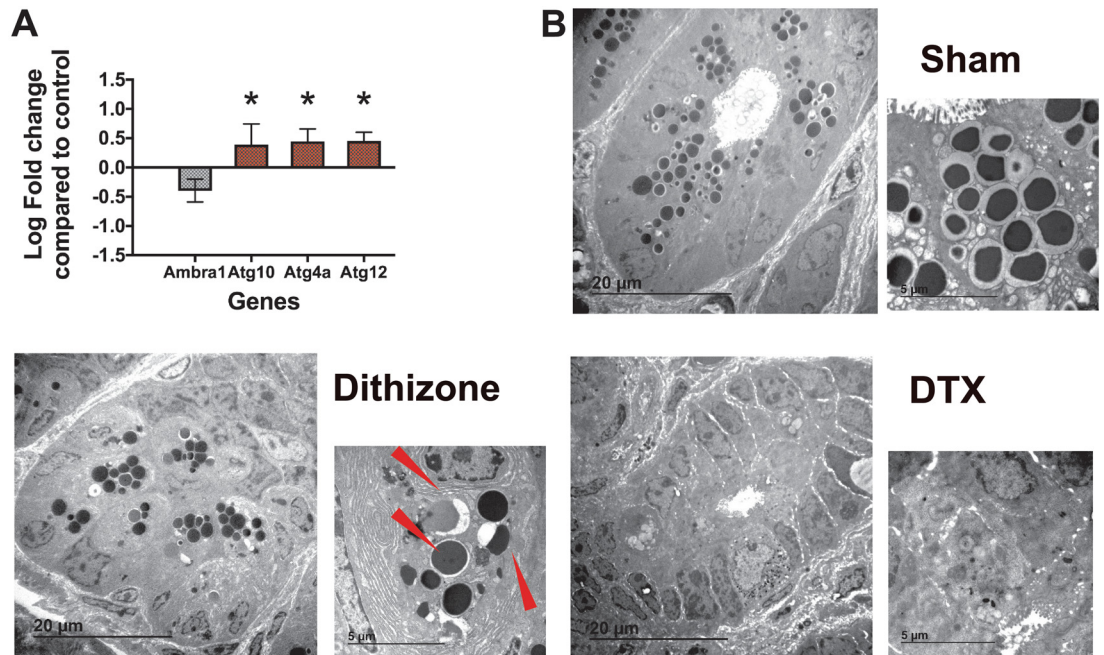 A
Log Fold change
compared to control
1.5
1.0
0.5
0.0
-0.5
-1.0
-1.5
* * *
Ambra1 Atg10 Atg4a Atg12
Genes
B
20 µm
Sham
5 µm
20 µm
Dithizone
5 µm
20 µm
DTX
5 µm